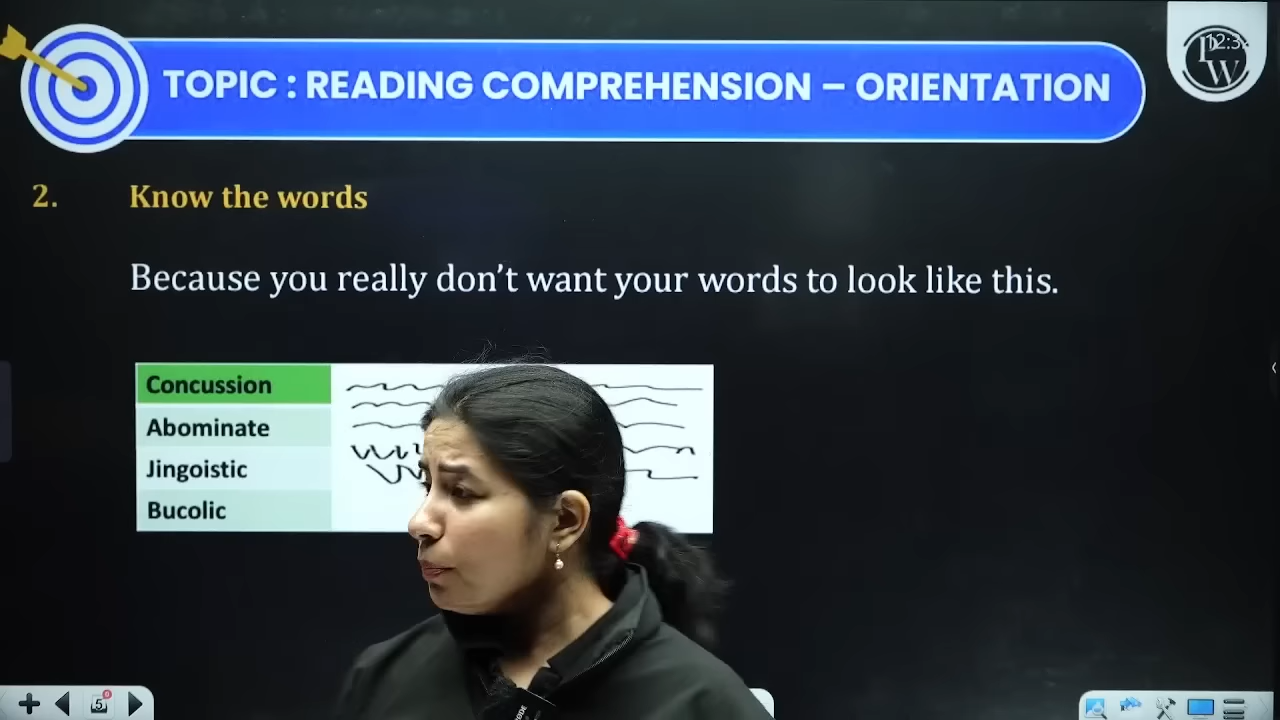 TOPIC : READING COMPREHENSION – ORIENTATION
2. Know the words
Because you really don’t want your words to look like this.
Concussion
Abominate
Jingoistic
Bucolic
5